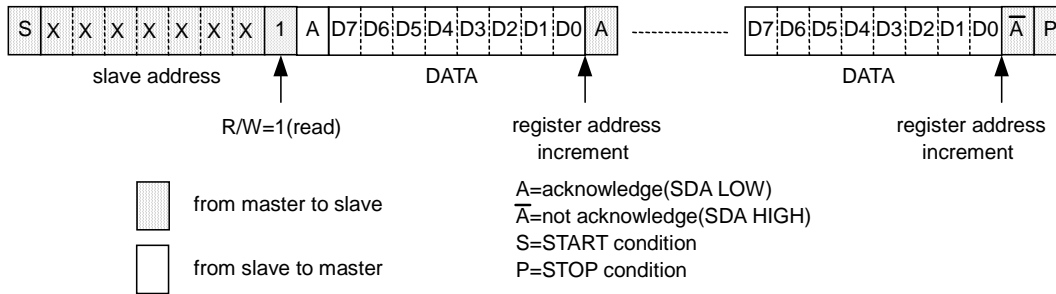 S X X X X X X X 1 A D7 D6 D5 D4 D3 D2 D1 D0 A D7 D6 D5 D4 D3 D2 D1 D0 A̅ P
slave address DATA DATA
R/W=1(read) register address increment register address increment
from master to slave
from slave to master
A=acknowledge(SDA LOW)
A̅=not acknowledge(SDA HIGH)
S=START condition
P=STOP condition